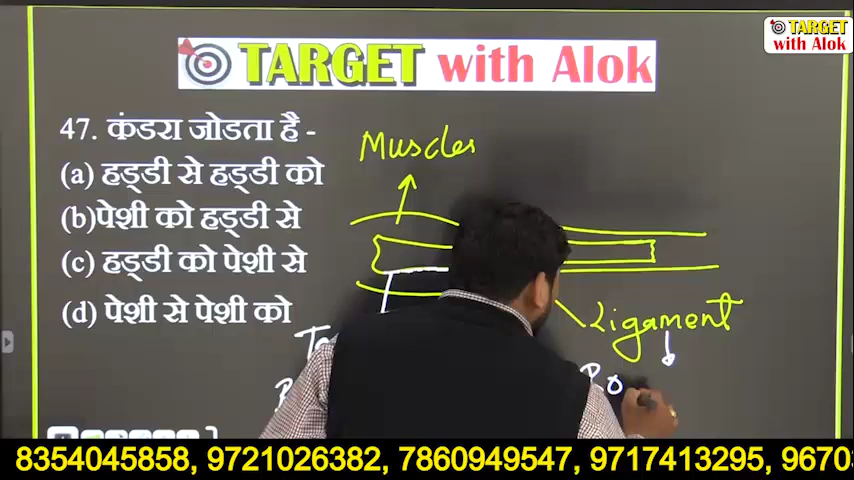 TARGET with Alok
TARGET
with Alok
47. कंडरा जोडता है -
(a) हड्डी से हड्डी को
(b)पेशी को हड्डी से
(c) हड्डी को पेशी से
(d) पेशी से पेशी को
Muscles
Ligament
8354045858, 9721026382, 7860949547, 9717413295, 9670